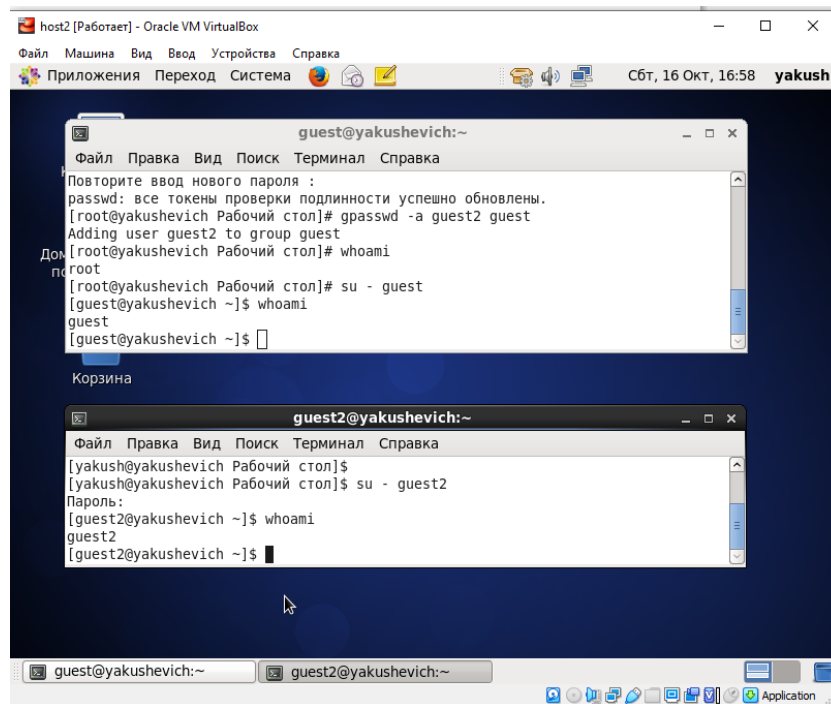 host2 [Работает] - Oracle VM VirtualBox
Файл Машина Вид Ввод Устройства Справка
Приложения Переход Система Сбт, 16 Окт, 16:58 yakush
guest@yakushevich:~
Файл Правка Вид Поиск Терминал Справка
Повторите ввод нового пароля :
passwd: все токены проверки подлинности успешно обновлены.
[root@yakushevich Рабочий стол]# gpasswd -a guest2 guest
Adding user guest2 to group guest
[root@yakushevich Рабочий стол]# whoami
root
[root@yakushevich Рабочий стол]# su - guest
[guest@yakushevich ~]$ whoami
guest
[guest@yakushevich ~]$
Корзина
guest2@yakushevich:~
Файл Правка Вид Поиск Терминал Справка
[yakush@yakushevich Рабочий стол]$
[yakush@yakushevich Рабочий стол]$ su - guest2
Пароль:
[guest2@yakushevich ~]$ whoami
guest2
[guest2@yakushevich ~]$
guest@yakushevich:~ guest2@yakushevich:~
Application